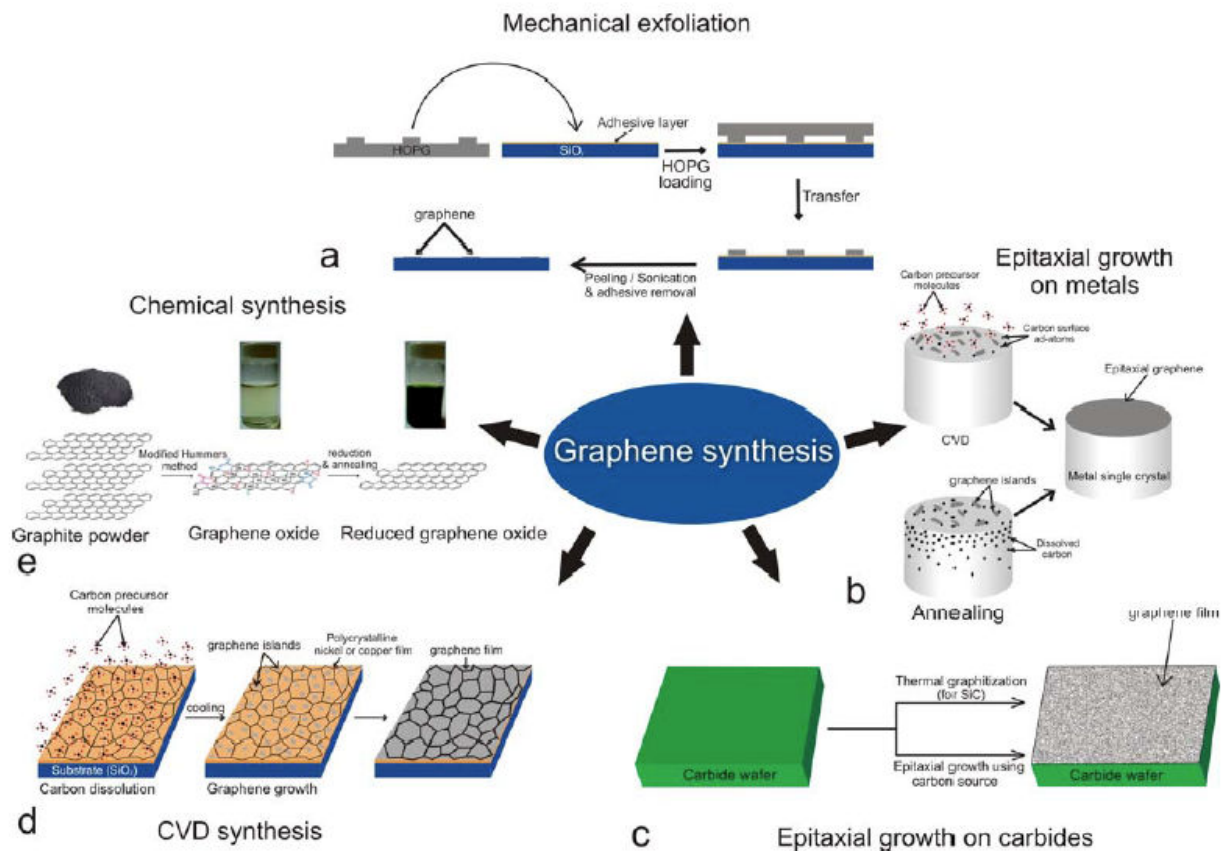 Mechanical exfoliation
Adhesive layer
HOPG
SiO₂
HOPG
loading
Transfer
graphene
a
Peeling / Sonication
& adhesive removal
Epitaxial growth
on metals
Carbon precursor
molecules
Carbon surface
ad-atoms
Epitaxial graphene
CVD
Metal single crystal
graphene islands
Dissolved
carbon
b
Annealing
Chemical synthesis
Graphene synthesis
Modified Hummers
method
reduction
& annealing
Graphite powder
Graphene oxide
Reduced graphene oxide
e
Carbon precursor
molecules
graphene islands
Polycrystalline
nickel or copper film
graphene film
cooling
Substrate (SiO₂)
Carbon dissolution
Graphene growth
d
CVD synthesis
graphene film
Thermal graphitization
(for SiC)
Carbide wafer
Epitaxial growth using
carbon source
Carbide wafer
c
Epitaxial growth on carbides